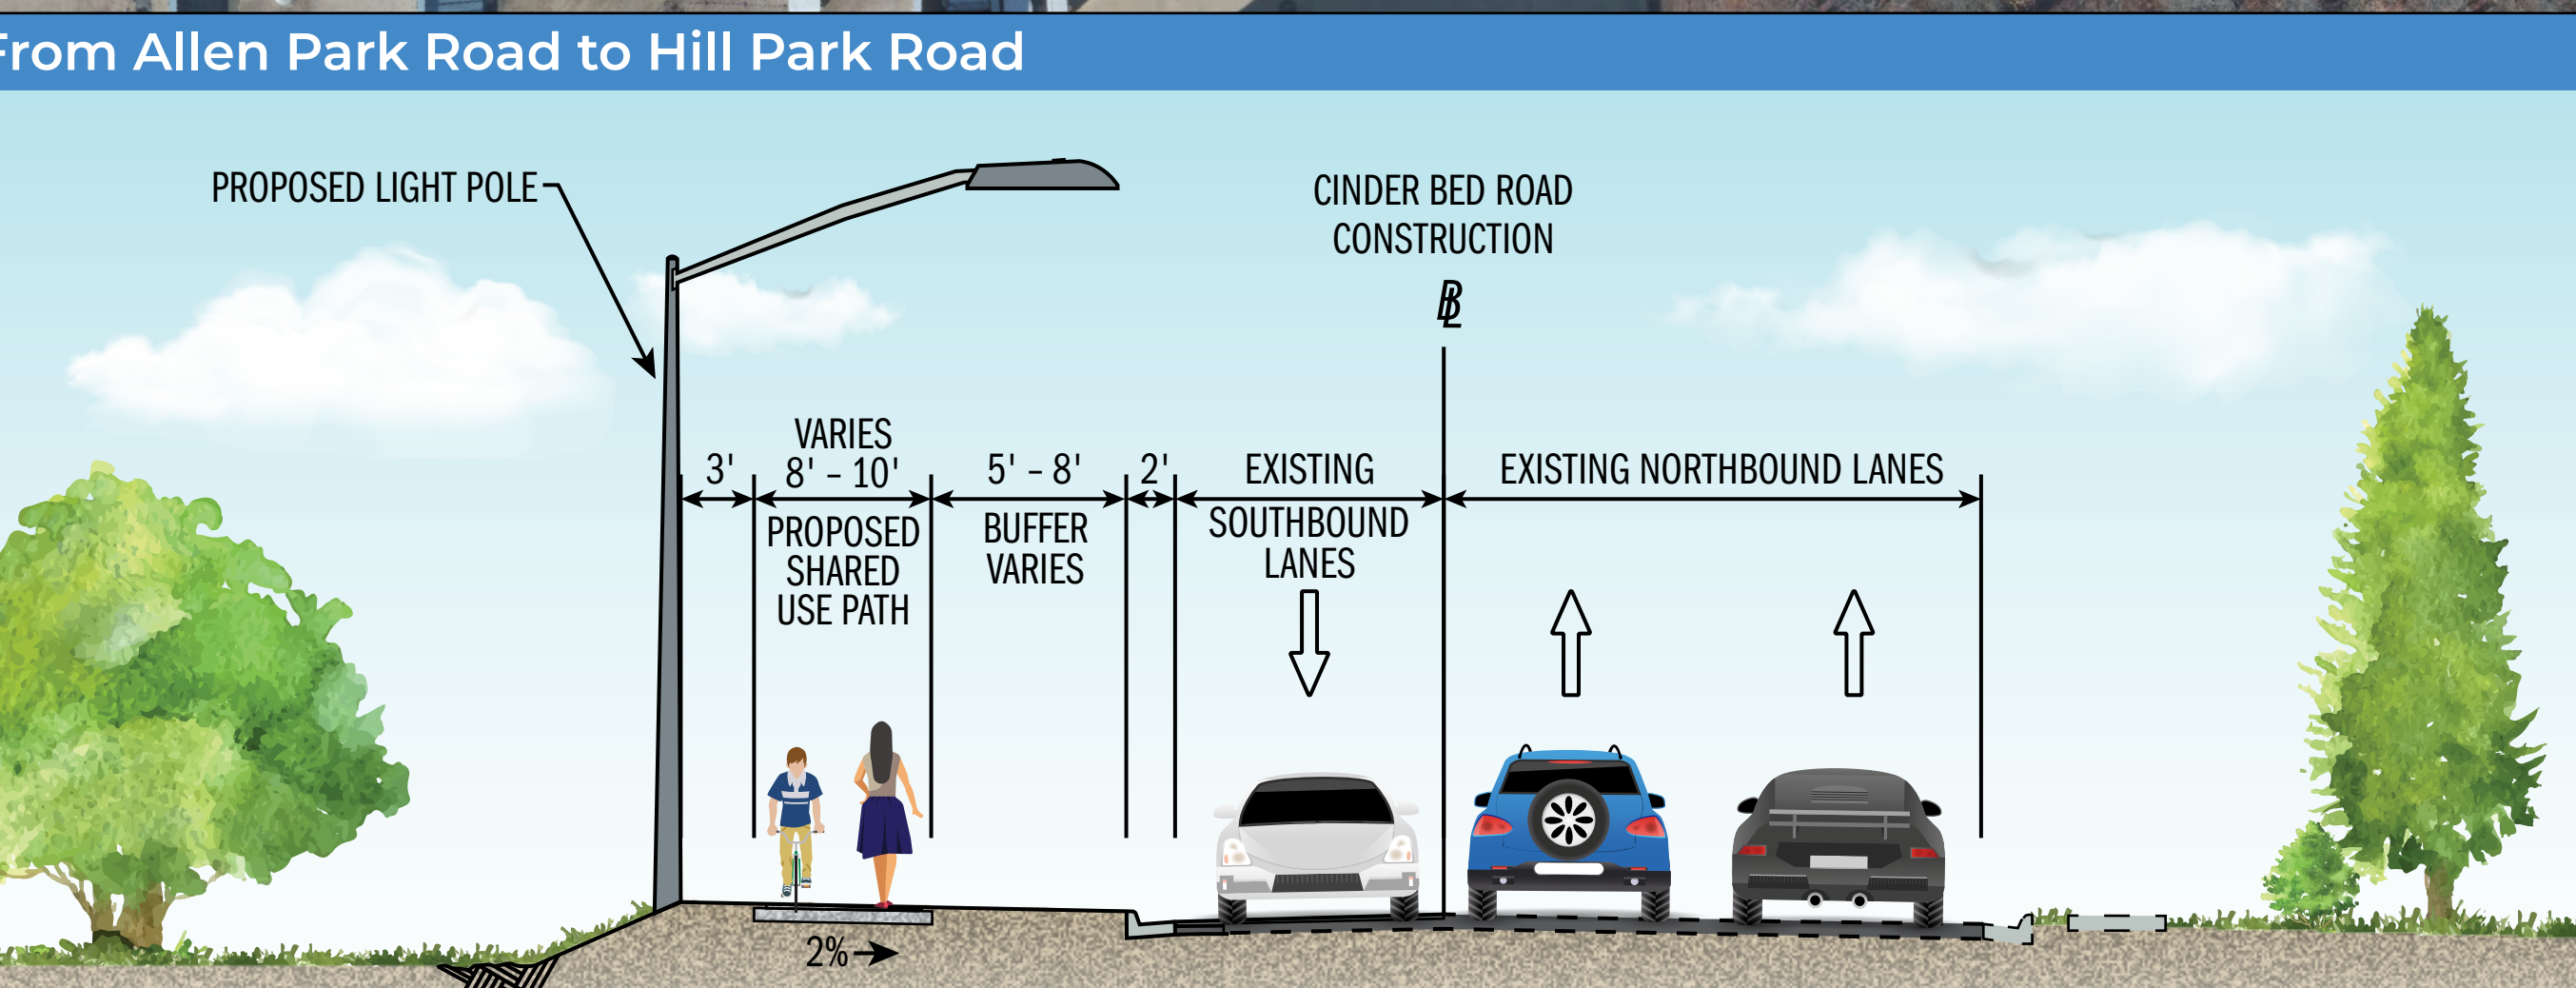 From Allen Park Road to Hill Park Road
PROPOSED LIGHT POLE
CINDER BED ROAD
CONSTRUCTION
BL
3'
VARIES
8' – 10'
PROPOSED
SHARED
USE PATH
5' – 8'
BUFFER
VARIES
2'
EXISTING
SOUTHBOUND
LANES
EXISTING NORTHBOUND LANES
2%